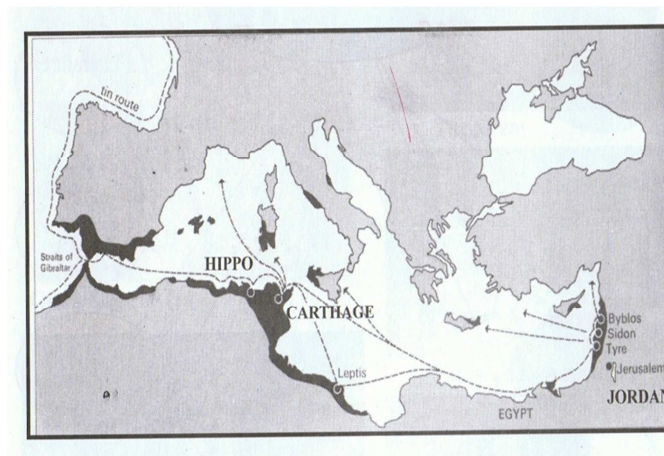 tin route
Straits of
Gibraltar
HIPPO
CARTHAGE
Leptis
Byblos
Sidon
Tyre
Jerusalem
JORDAN
EGYPT